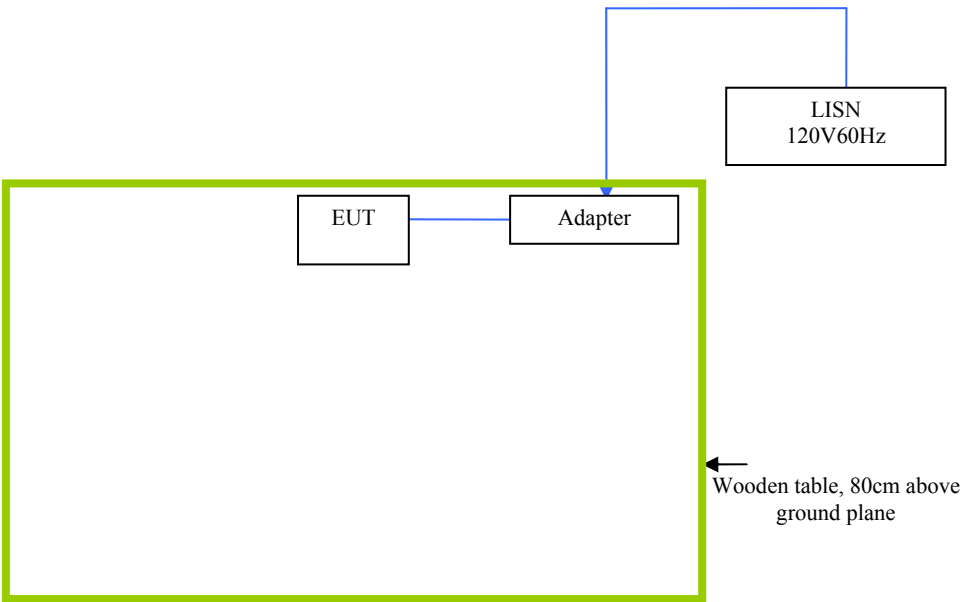 LISN
120V60Hz
EUT
Adapter
Wooden table, 80cm above
ground plane